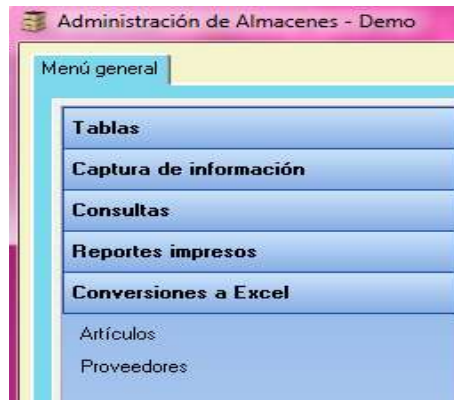 Administración de Almacenes - Demo
Menú general
Tablas
Captura de información
Consultas
Reportes impresos
Conversiones a Excel
Artículos
Proveedores